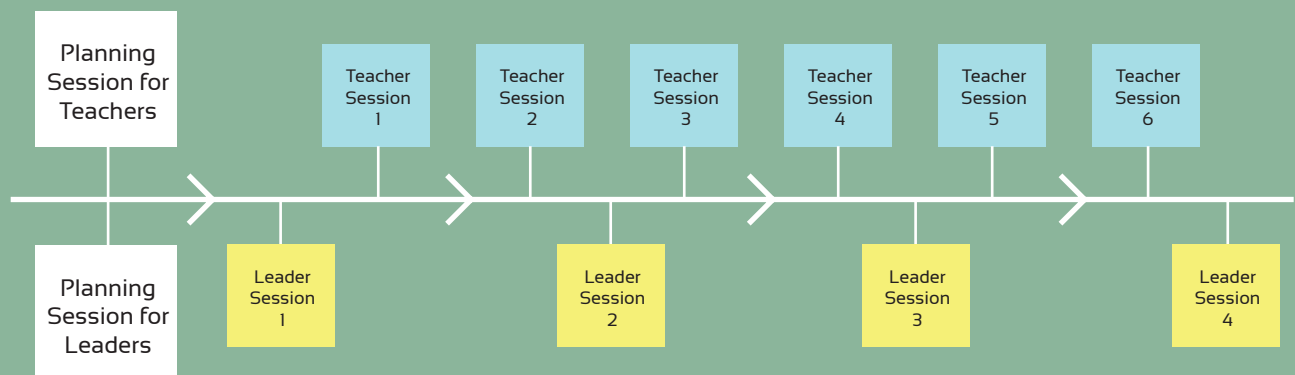 Planning
Session for
Teachers
Teacher
Session
1
Teacher
Session
2
Teacher
Session
3
Teacher
Session
4
Teacher
Session
5
Teacher
Session
6
Planning
Session for
Leaders
Leader
Session
1
Leader
Session
2
Leader
Session
3
Leader
Session
4